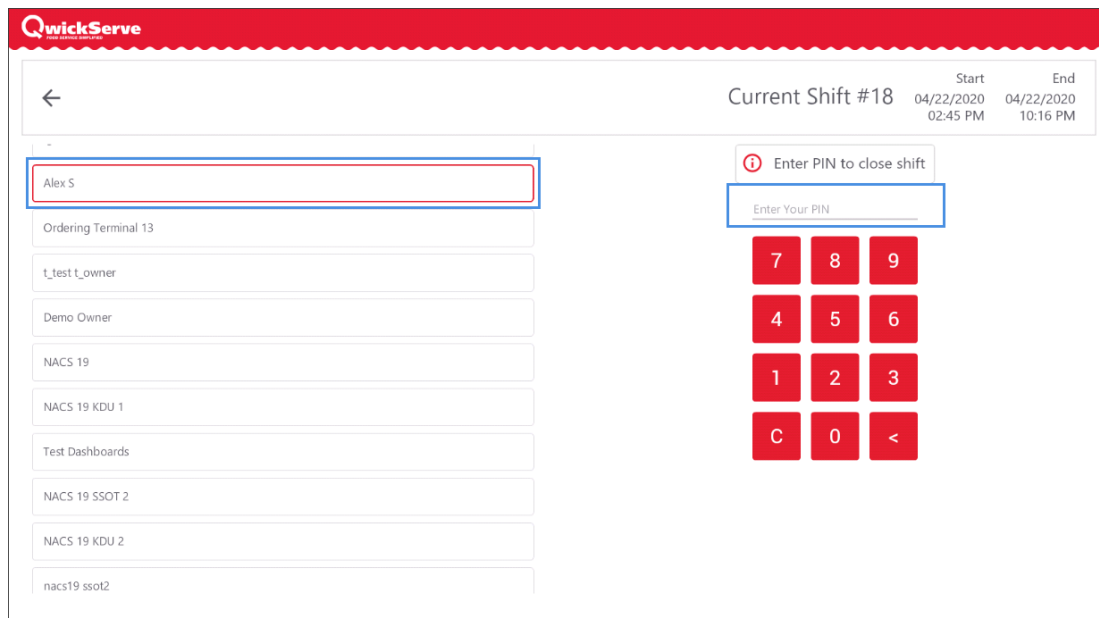 QwickServe
FOOD SERVICE SIMPLIFIED
Current Shift #18
Start
04/22/2020
02:45 PM
End
04/22/2020
10:16 PM
Alex S
Ordering Terminal 13
t_test t_owner
Demo Owner
NACS 19
NACS 19 KDU 1
Test Dashboards
NACS 19 SSOT 2
NACS 19 KDU 2
nacs19 ssot2
Enter PIN to close shift
Enter Your PIN
7 8 9
4 5 6
1 2 3
C 0 <